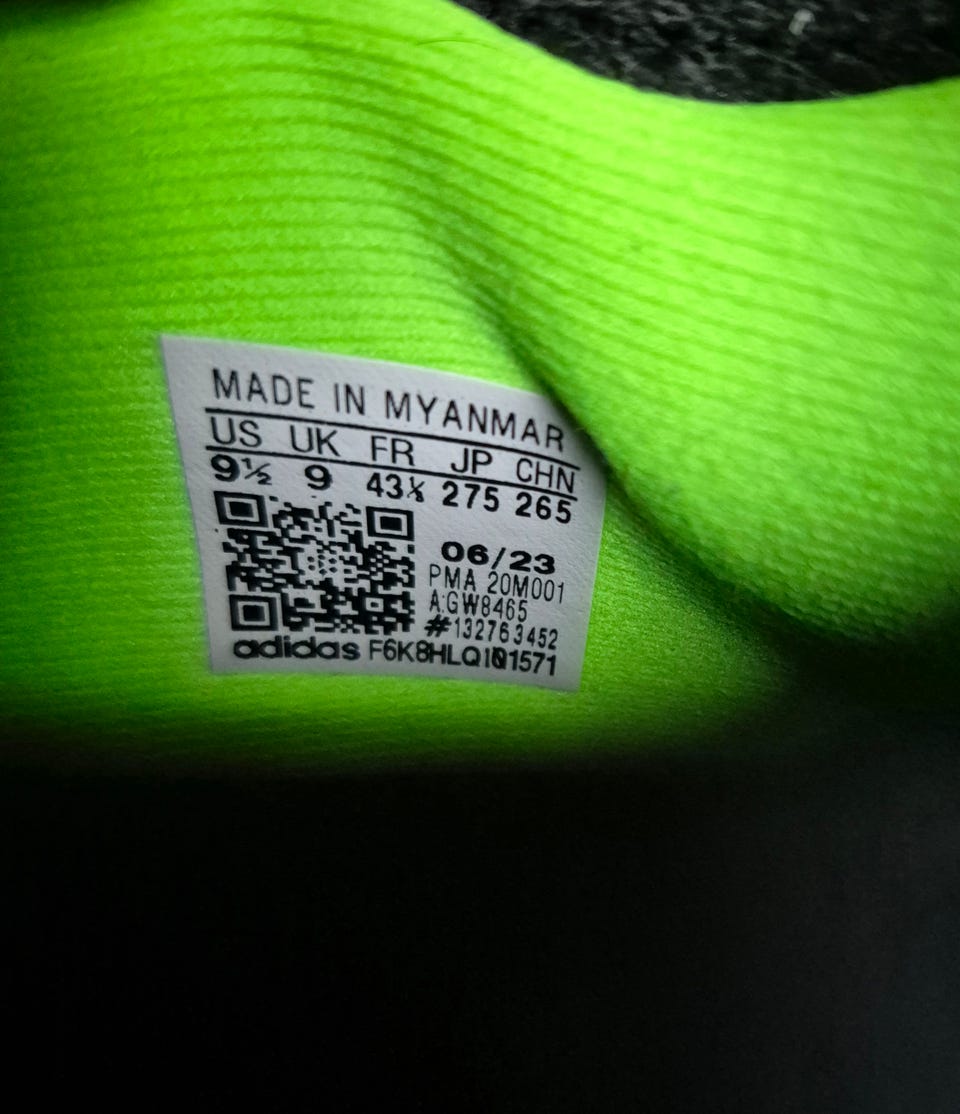 MADE IN MYANMAR
US UK FR JP CHN
9½ 9 43⅓ 275 265
06/23
PMA 20M001
A:GW8465
#132763452
adidas F6K8HLQI01571